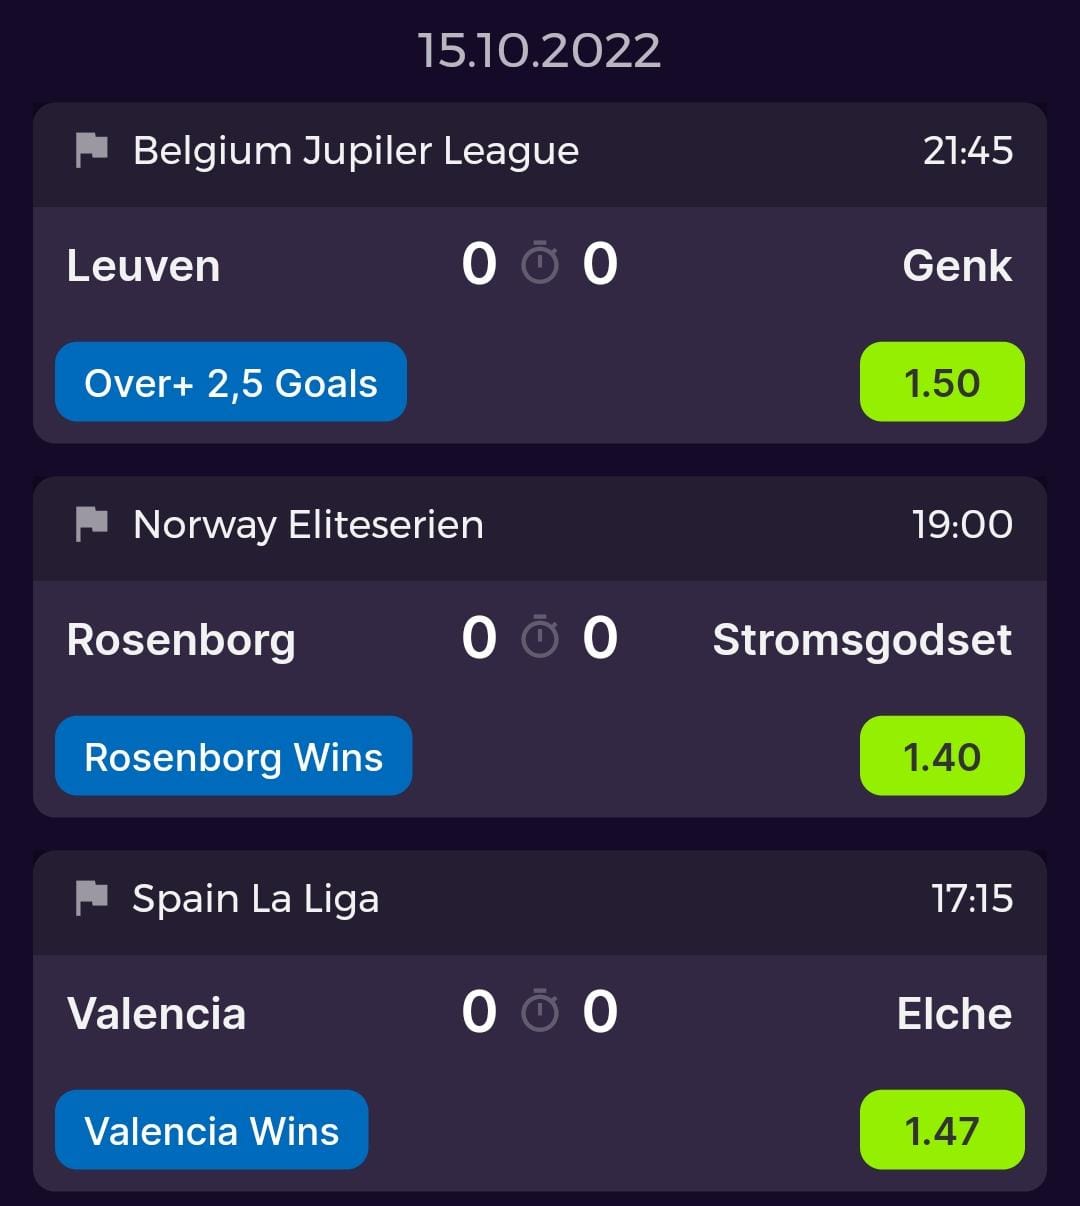 15.10.2022
Belgium Jupiler League 21:45
Leuven 0 0 Genk
Over+ 2,5 Goals 1.50
Norway Eliteserien 19:00
Rosenborg 0 0 Stromsgodset
Rosenborg Wins 1.40
Spain La Liga 17:15
Valencia 0 0 Elche
Valencia Wins 1.47